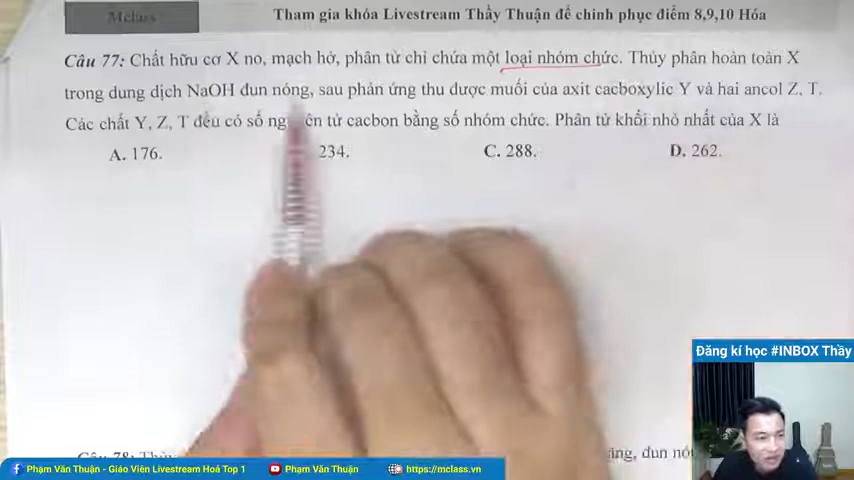 Mclass
Tham gia khóa Livestream Thầy Thuận để chinh phục điểm 8,9,10 Hóa
Câu 77: Chất hữu cơ X no, mạch hở, phân tử chỉ chứa một loại nhóm chức. Thủy phân hoàn toàn X
trong dung dịch NaOH đun nóng, sau phản ứng thu được muối của axit cacboxylic Y và hai ancol Z, T.
Các chất Y, Z, T đều có số tử cacbon bằng số nhóm chức. Phân tử khối nhỏ nhất của X là
A. 176. 234. C. 288. D. 262.
Đăng kí học #INBOX Thầy
Câu 78: đun
Phạm Văn Thuận - Giáo Viên Livestream Hoá Top 1 Phạm Văn Thuận https://mclass.vn